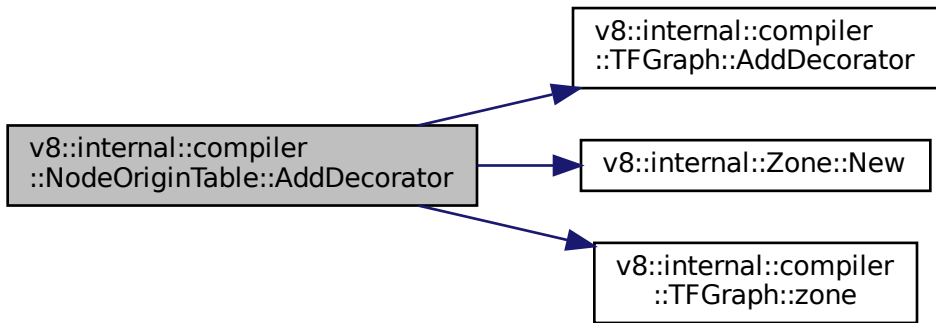 v8::internal::compiler
::NodeOriginTable::AddDecorator
v8::internal::compiler
::TFGraph::AddDecorator
v8::internal::Zone::New
v8::internal::compiler
::TFGraph::zone